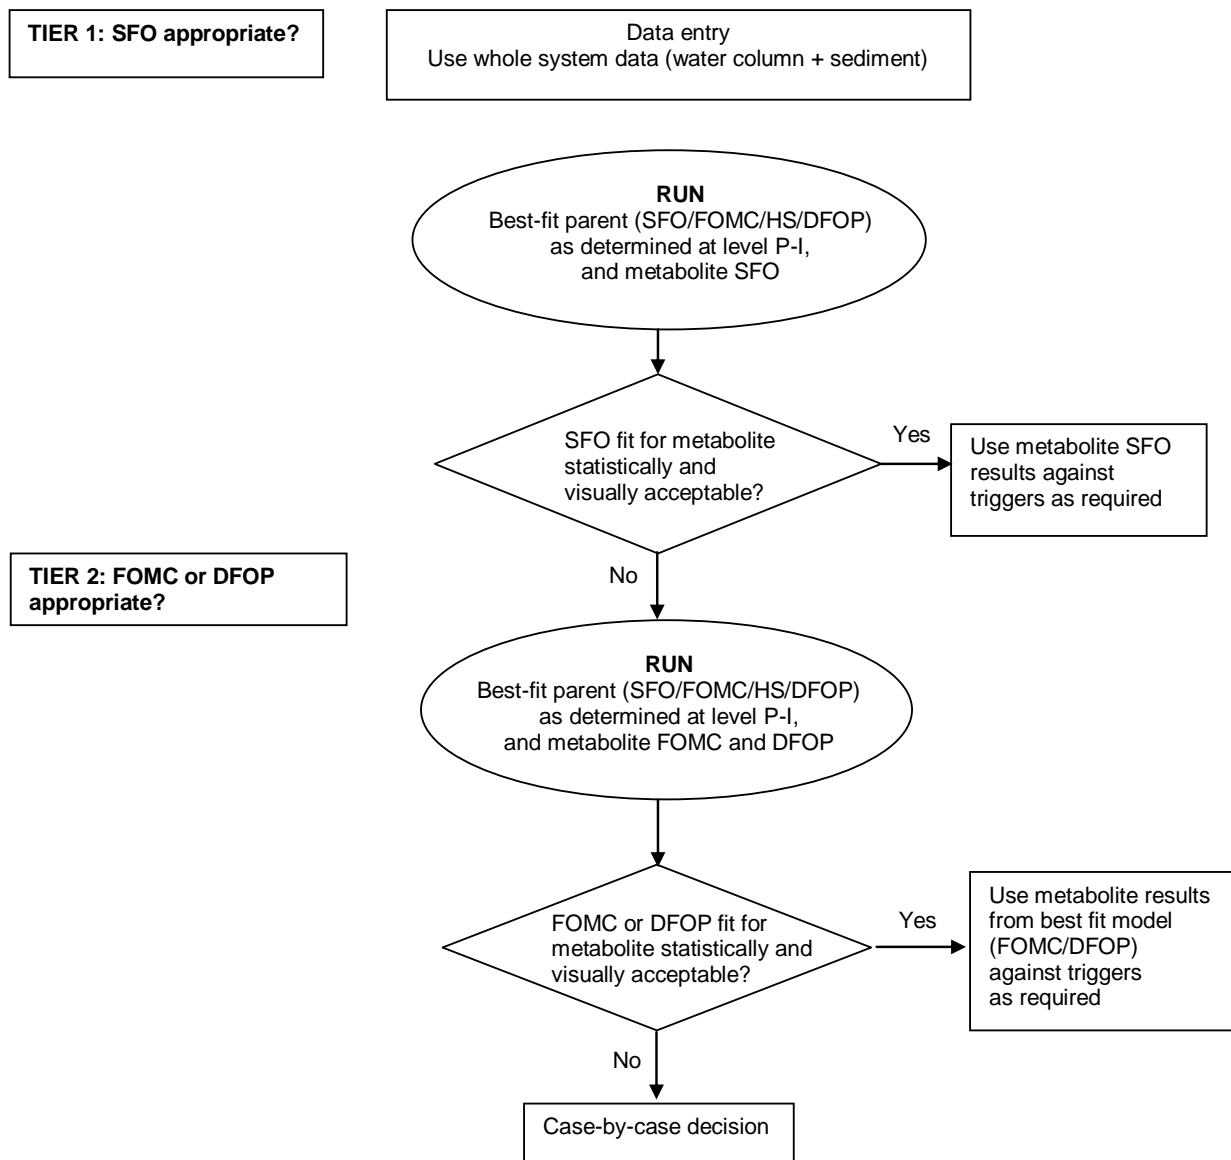 TIER 1: SFO appropriate?
Data entry
Use whole system data (water column + sediment)
RUN
Best-fit parent (SFO/FOMC/HS/DFOP)
as determined at level P-I,
and metabolite SFO
SFO fit for metabolite
statistically and
visually acceptable?
Yes
Use metabolite SFO
results against
triggers as required
No
TIER 2: FOMC or DFOP
appropriate?
RUN
Best-fit parent (SFO/FOMC/HS/DFOP)
as determined at level P-I,
and metabolite FOMC and DFOP
FOMC or DFOP fit for
metabolite statistically and
visually acceptable?
Yes
Use metabolite results
from best fit model
(FOMC/DFOP)
against triggers
as required
No
Case-by-case decision